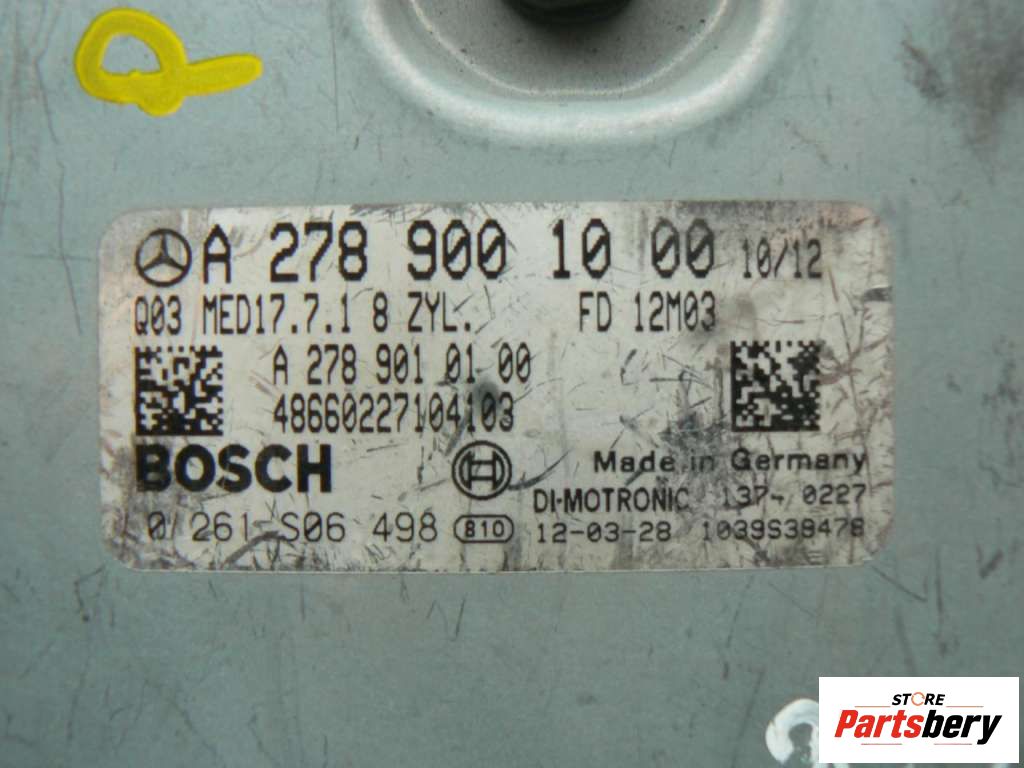 A 278 900 10 00 10/12
Q03 MED17.7.1 8 ZYL. FD 12M03
A 278 901 01 00
48660227104103
BOSCH
Made in Germany
DI-MOTRONIC 137- 0227
0 261 S06 498 810 12-03-28 1039S38478
STORE
Partsbery